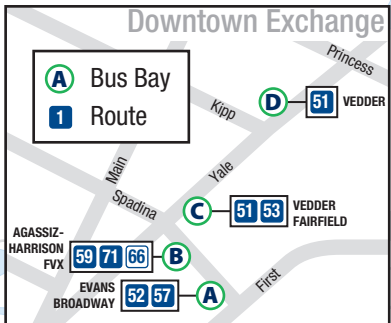 Downtown Exchange
A Bus Bay
1 Route
Princess
Kipp
D 51 VEDDER
Main
Yale
Spadina
C 51 53 VEDDER
FAIRFIELD
AGASSIZ-
HARRISON
FVX
59 71 66 B
First
EVANS
BROADWAY
52 57 A